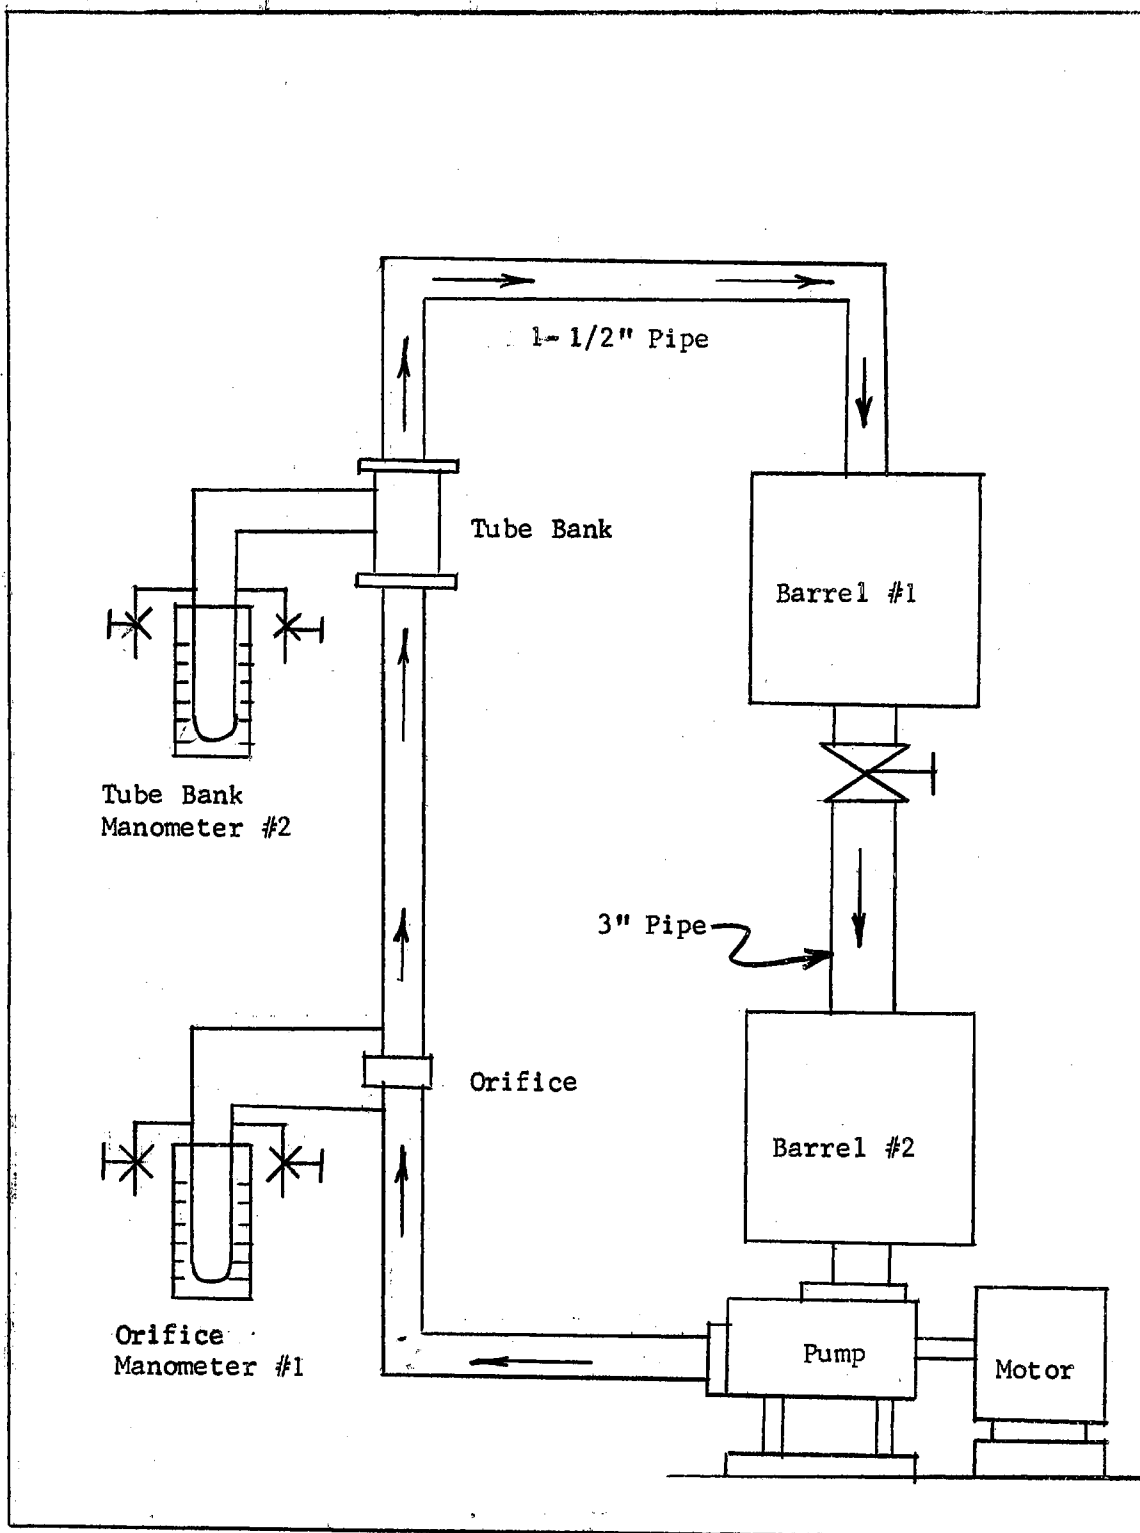 1-1/2" Pipe
Tube Bank
Barrel #1
Tube Bank
Manometer #2
3" Pipe
Orifice
Barrel #2
Orifice
Manometer #1
Pump
Motor